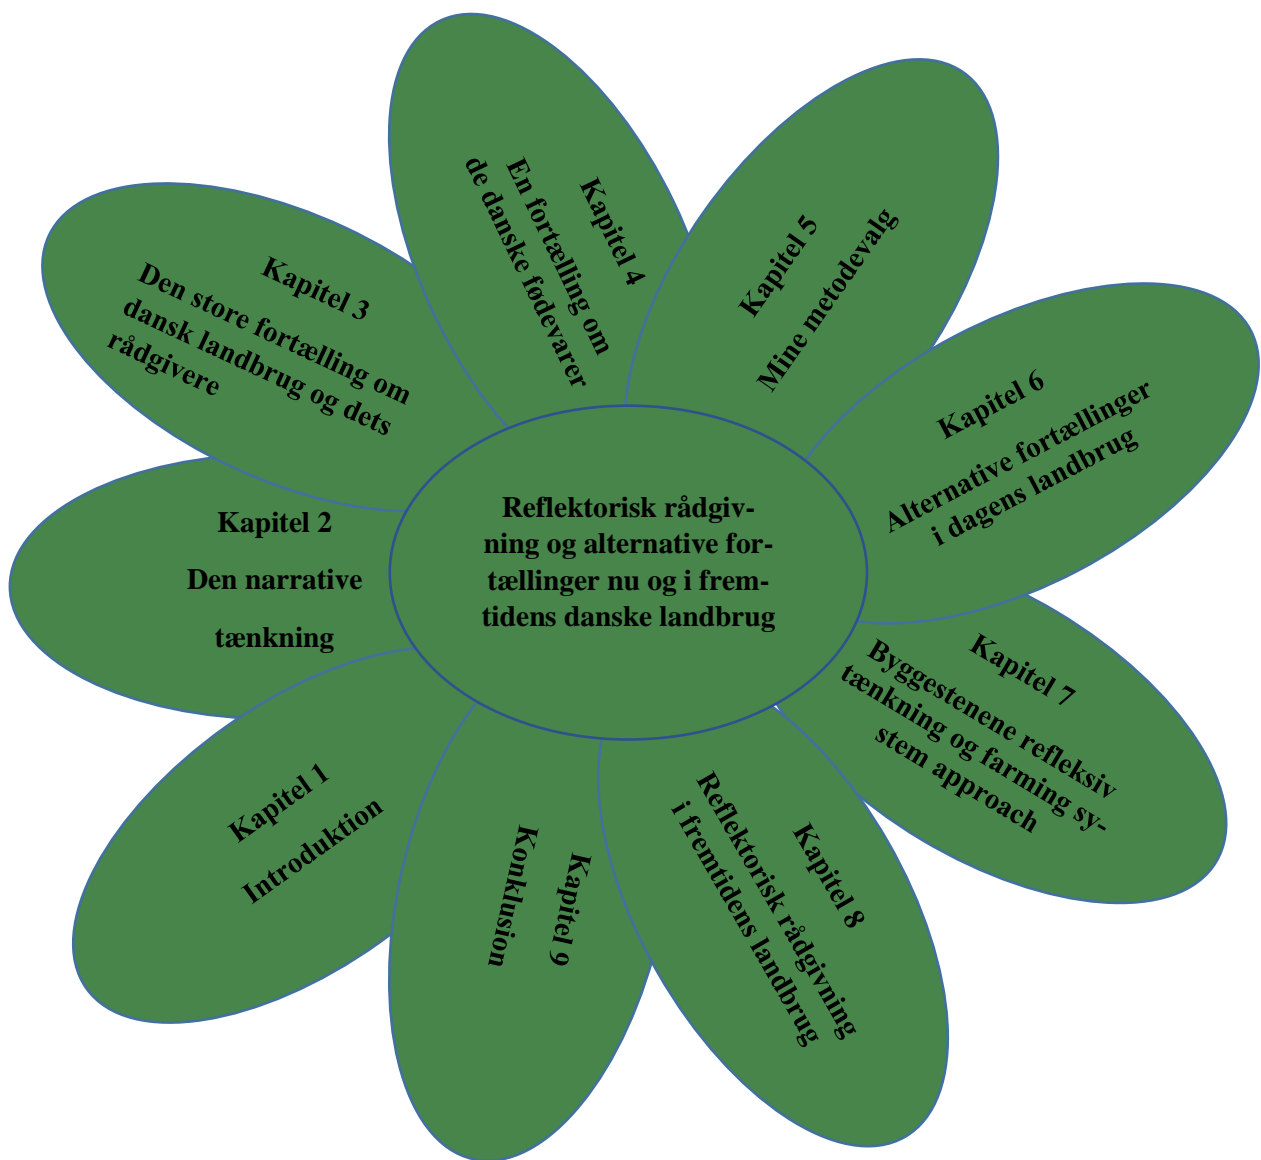 Reflektorisk rådgiv-
ning og alternative for-
tællinger nu og i frem-
tidens danske landbrug
Kapitel 1
Introduktion
Kapitel 2
Den narrative
tænkning
Kapitel 3
Den store fortælling om
dansk landbrug og dets
rådgivere
Kapitel 4
En fortælling om
de danske fødevarer
Kapitel 5
Mine metodevalg
Kapitel 6
Alternative fortællinger
i dagens landbrug
Kapitel 7
Byggestenene refleksiv
tænkning og farming sy-
stem approach
Kapitel 8
Reflektorisk rådgivning
i fremtidens landbrug
Kapitel 9
Konklusion